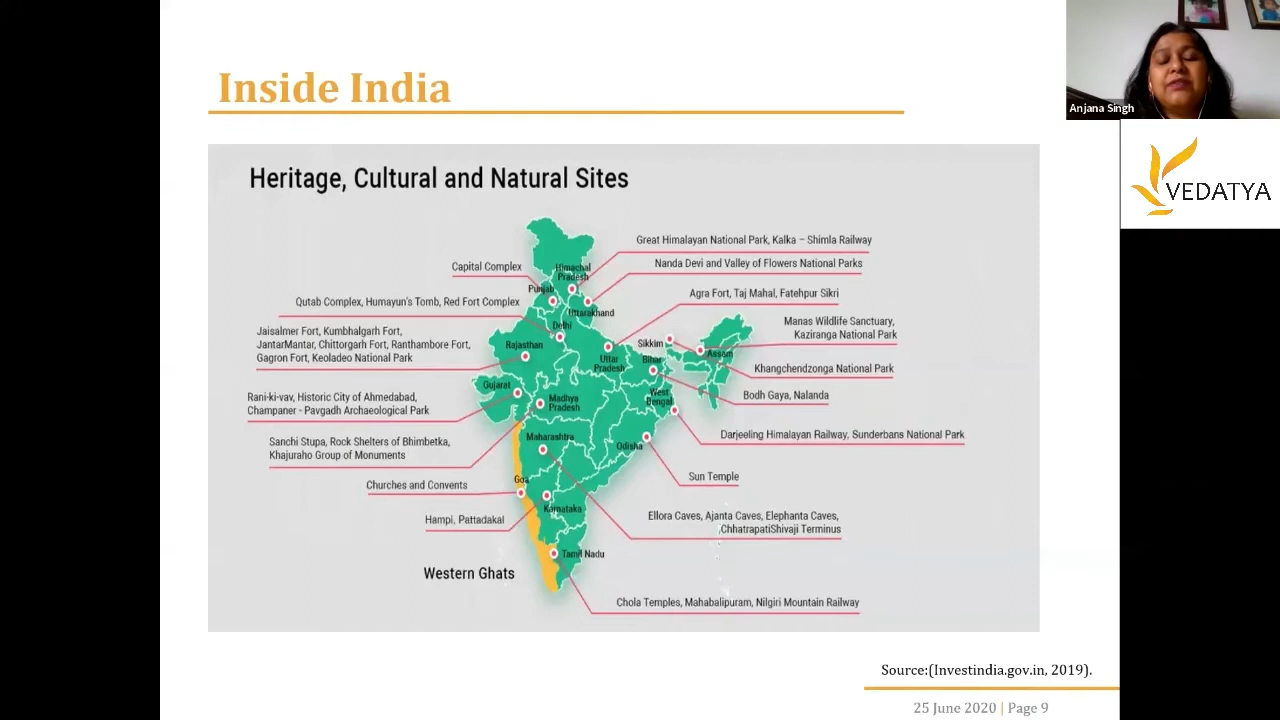 Inside India
Anjana Singh
VEDATYA
Heritage, Cultural and Natural Sites
Great Himalayan National Park, Kalka – Shimla Railway
Nanda Devi and Valley of Flowers National Parks
Agra Fort, Taj Mahal, Fatehpur Sikri
Manas Wildlife Sanctuary,
Kaziranga National Park
Khangchendzonga National Park
Bodh Gaya, Nalanda
Darjeeling Himalayan Railway, Sunderbans National Park
Sun Temple
Ellora Caves, Ajanta Caves, Elephanta Caves,
ChhatrapatiShivaji Terminus
Chola Temples, Mahabalipuram, Nilgiri Mountain Railway
Capital Complex
Qutab Complex, Humayun's Tomb, Red Fort Complex
Jaisalmer Fort, Kumbhalgarh Fort,
JantarMantar, Chittorgarh Fort, Ranthambore Fort,
Gagron Fort, Keoladeo National Park
Rani-ki-vav, Historic City of Ahmedabad,
Champaner - Pavgadh Archaeological Park
Sanchi Stupa, Rock Shelters of Bhimbetka,
Khajuraho Group of Monuments
Churches and Convents
Hampi, Pattadakal
Western Ghats
Himachal
Pradesh
Punjab
Uttarakhand
Delhi
Rajasthan
Uttar
Pradesh
Sikkim
Bihar
Assam
Gujarat
Madhya
Pradesh
West
Bengal
Maharashtra
Odisha
Goa
Karnataka
Tamil Nadu
Source:(Investindia.gov.in, 2019).
25 June 2020 | Page 9